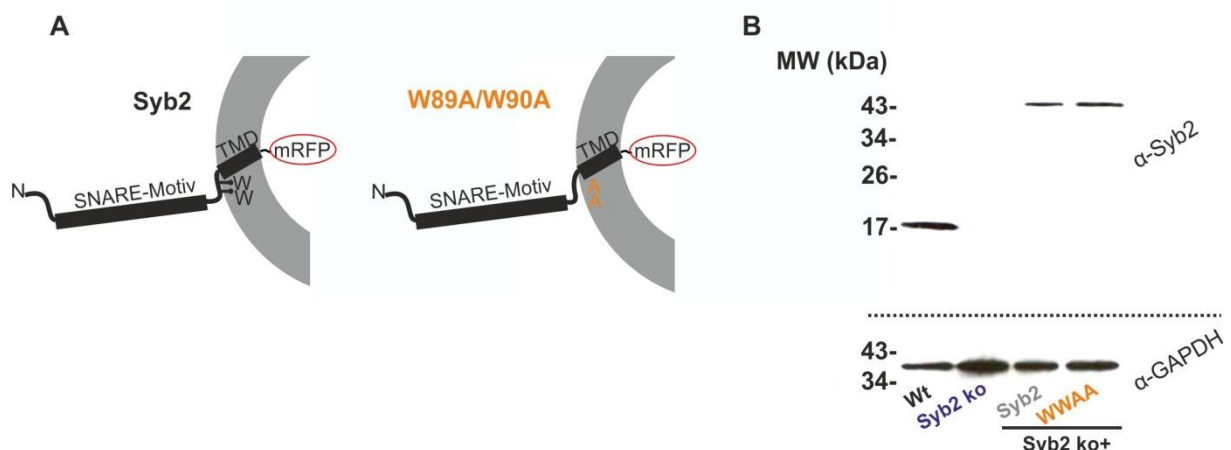 A
Syb2
TMD
mRFP
W
W
SNARE-Motiv
N
W89A/W90A
TMD
mRFP
A
A
SNARE-Motiv
N
B
MW (kDa)
43-
34-
26-
17-
α-Syb2
43-
34-
α-GAPDH
Wt
Syb2 ko
Syb2
WWAA
Syb2 ko+